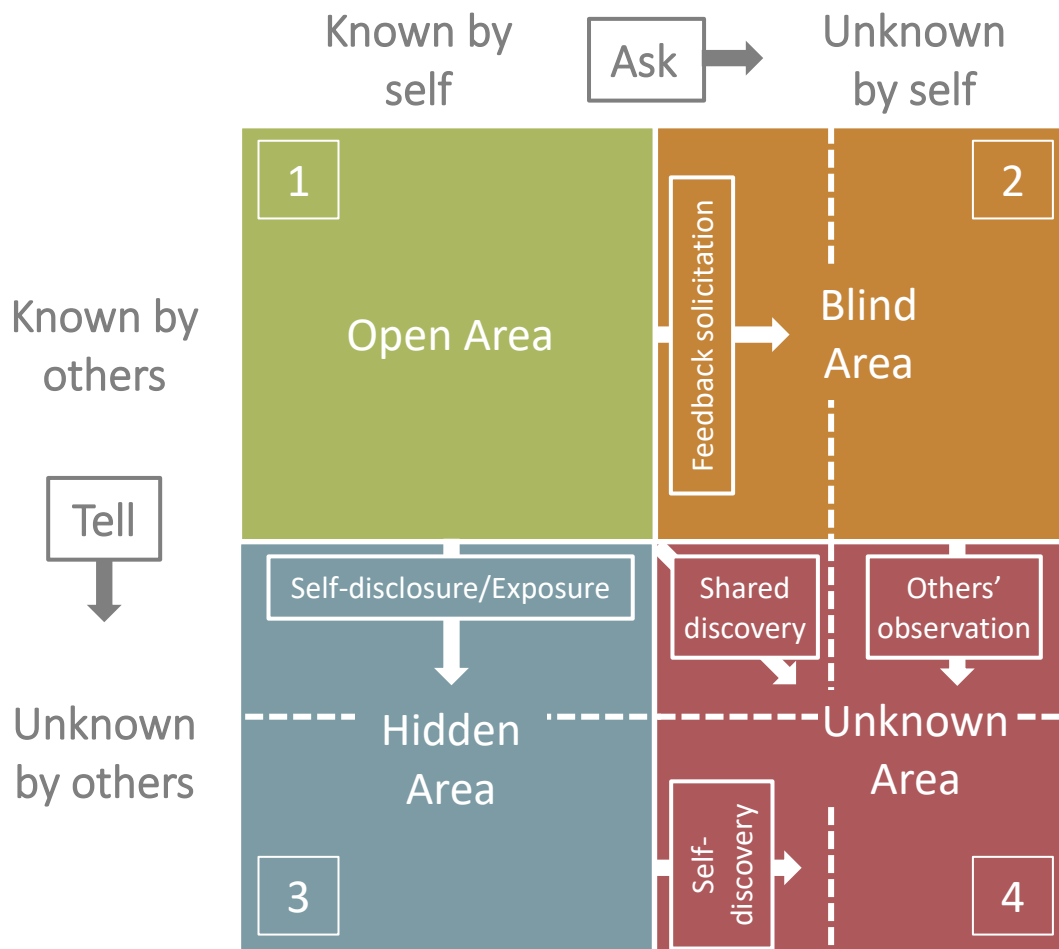 Known by
self
Ask
Unknown
by self
1
2
Known by
others
Open Area
Feedback solicitation
Blind
Area
Tell
Self-disclosure/Exposure
Shared
discovery
Others’
observation
Unknown
by others
Hidden
Area
Unknown
Area
Self-
discovery
3
4